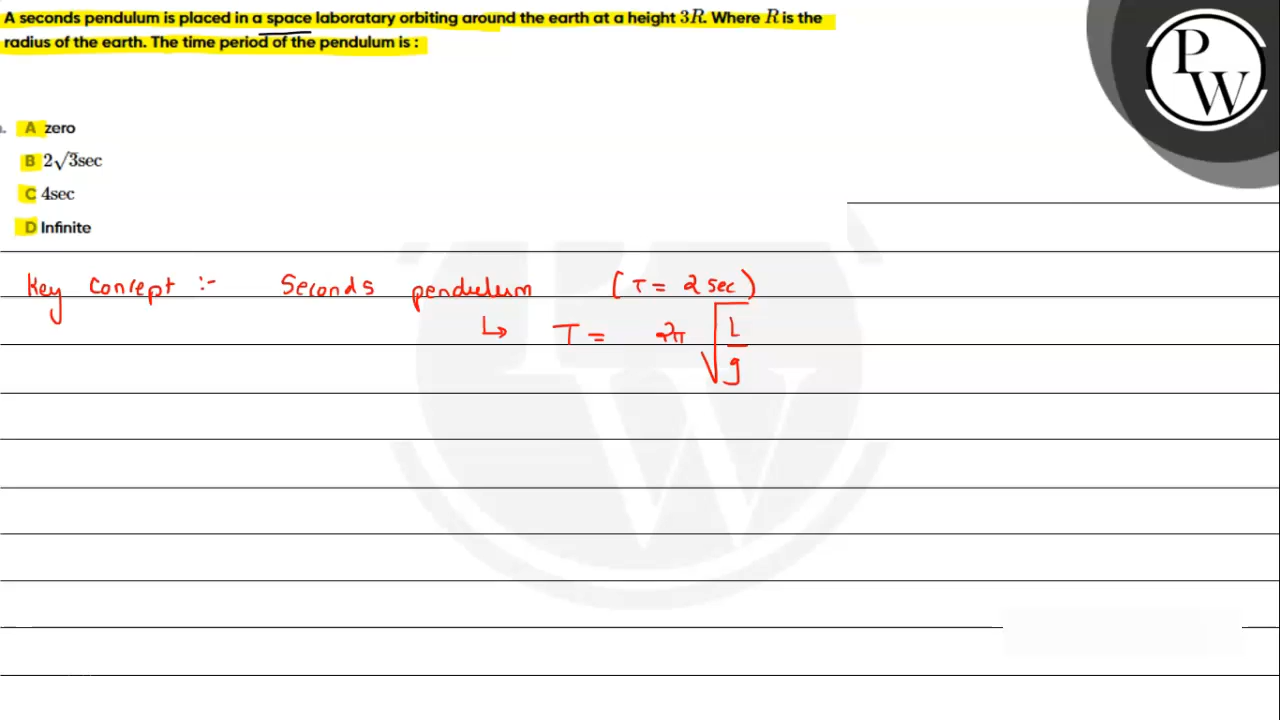 A seconds pendulum is placed in a space laboratary orbiting around the earth at a height 3R. Where R is the
radius of the earth. The time period of the pendulum is :
P
W
A zero
B 2√3sec
C 4sec
D Infinite
Key Concept :- Seconds pendulum (T = 2 sec)
↳ T = 2π √(l/g)